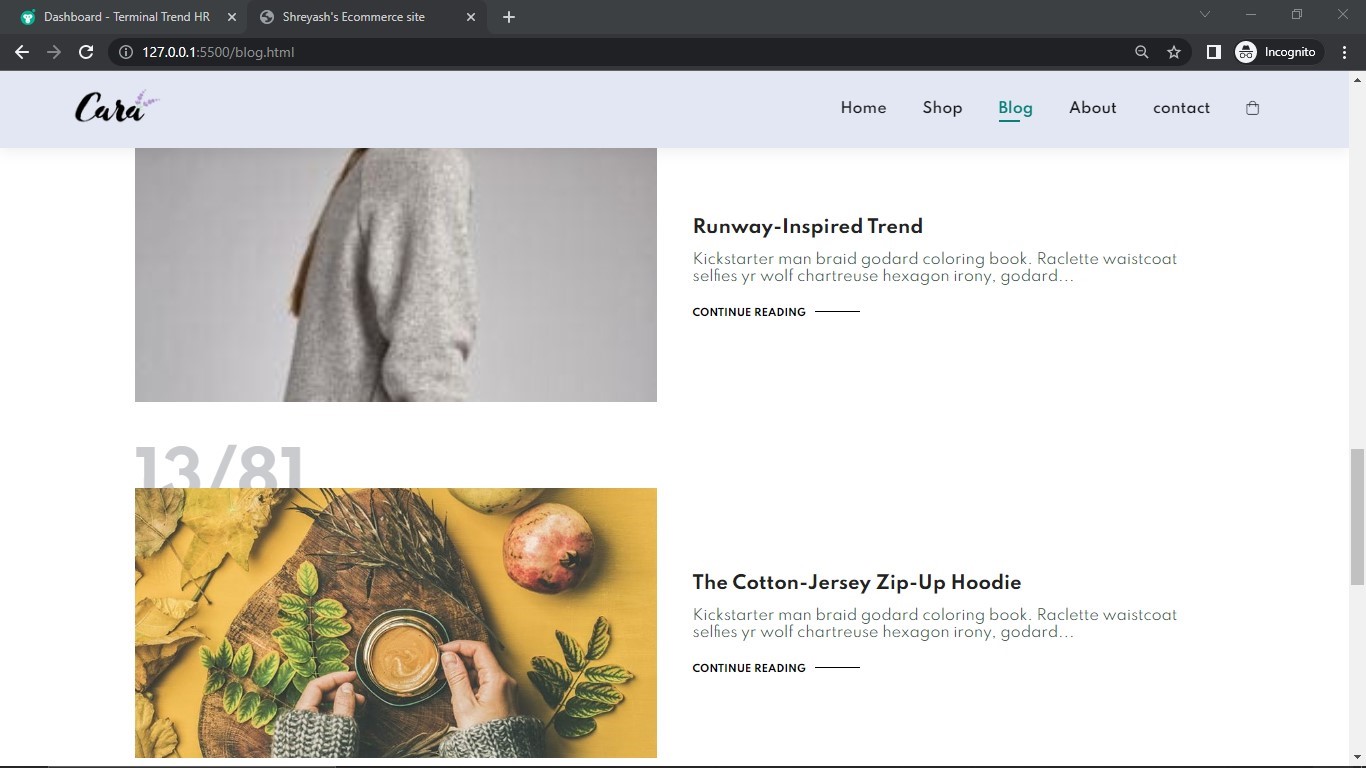 Dashboard - Terminal Trend HR
Shreyash's Ecommerce site
127.0.0.1:5500/blog.html
Incognito
Cara
Home
Shop
Blog
About
contact
Runway-Inspired Trend
Kickstarter man braid godard coloring book. Raclette waistcoat
selfies yr wolf chartreuse hexagon irony, godard...
CONTINUE READING
13/81
The Cotton-Jersey Zip-Up Hoodie
Kickstarter man braid godard coloring book. Raclette waistcoat
selfies yr wolf chartreuse hexagon irony, godard...
CONTINUE READING